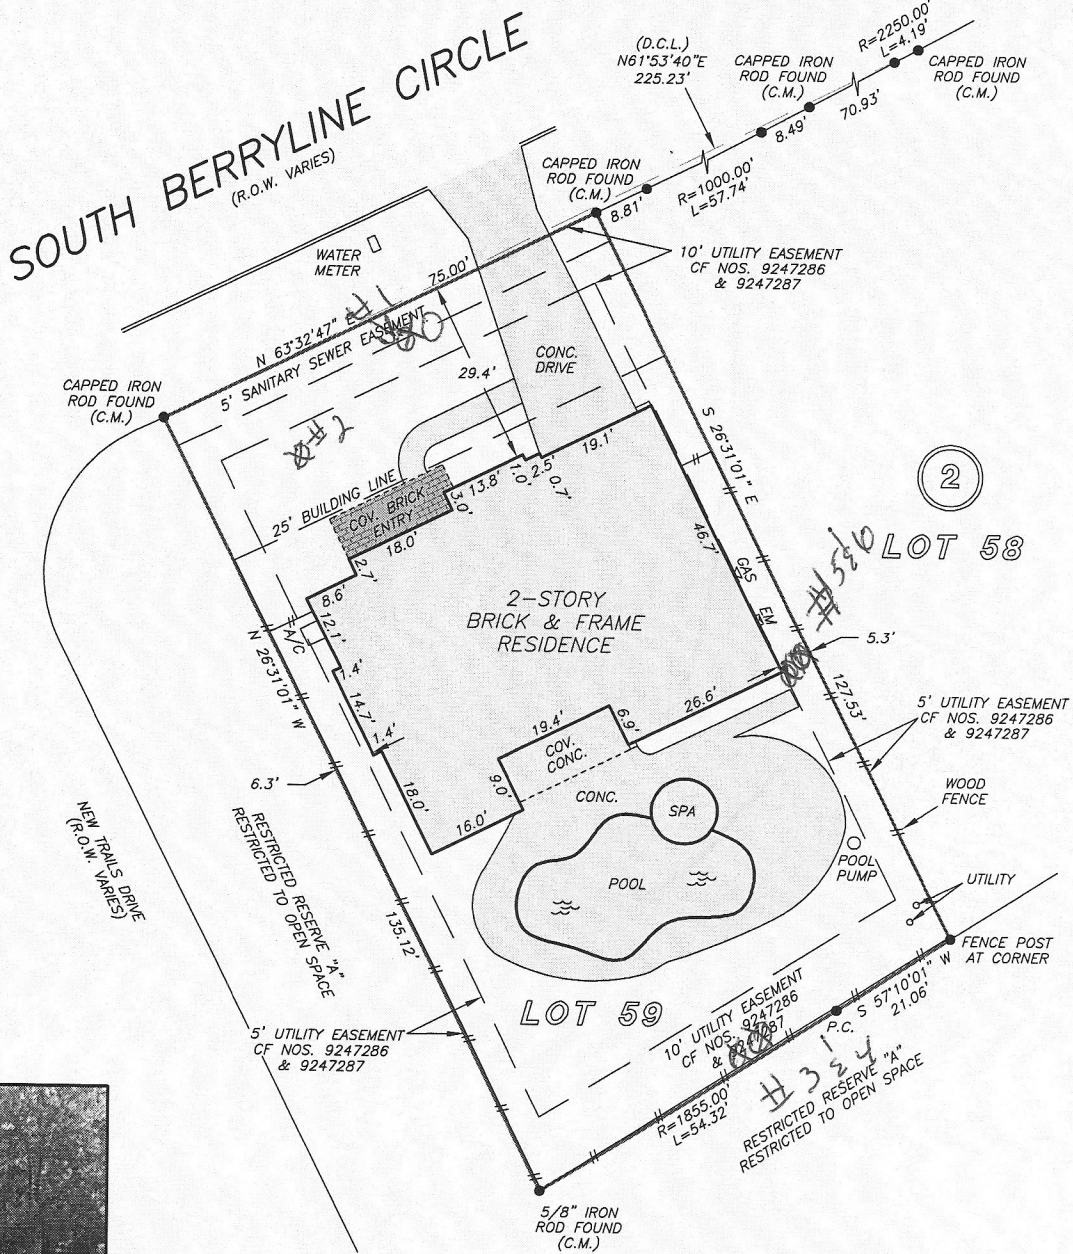 SOUTH BERRYLINE CIRCLE
(R.O.W. VARIES)
(D.C.L.)
N61°53'40"E
225.23'
R=2250.00'
L=4.19'
CAPPED IRON
ROD FOUND
(C.M.)
CAPPED IRON
ROD FOUND
(C.M.)
70.93'
8.49'
R=1000.00'
L=57.74'
CAPPED IRON
ROD FOUND
(C.M.)
8.81'
WATER
METER
75.00'
10' UTILITY EASEMENT
CF NOS. 9247286
& 9247287
N 63°32'47" E
#1
5' SANITARY SEWER EASEMENT
CONC.
DRIVE
29.4'
CAPPED IRON
ROD FOUND
(C.M.)
#2
S 26°31'01" E
19.1'
0.7'
2.5'
1.0'
13.8'
3.0'
25' BUILDING LINE
COV. BRICK
ENTRY
18.0'
2.7'
8.6'
2
LOT 58
46.7'
GAS
EM
#5 & 6
5.3'
2-STORY
BRICK & FRAME
RESIDENCE
A/C
12.1'
1.4'
14.7'
1.4'
N 26°31'01" W
127.53'
26.6'
6.9'
19.4'
COV.
CONC.
9.0'
18.0'
16.0'
6.3'
5' UTILITY EASEMENT
CF NOS. 9247286
& 9247287
WOOD
FENCE
CONC.
SPA
POOL
POOL
PUMP
UTILITY
NEW TRAILS DRIVE
(R.O.W. VARIES)
RESTRICTED RESERVE "A"
RESTRICTED TO OPEN SPACE
135.12'
FENCE POST
AT CORNER
LOT 59
10' UTILITY EASEMENT
CF NOS. 9247286
& 9247287
S 57°10'01" W
21.06'
P.C.
5' UTILITY EASEMENT
CF NOS. 9247286
& 9247287
#3 & 4
R=1855.00'
L=54.32'
RESTRICTED RESERVE "A"
RESTRICTED TO OPEN SPACE
5/8" IRON
ROD FOUND
(C.M.)